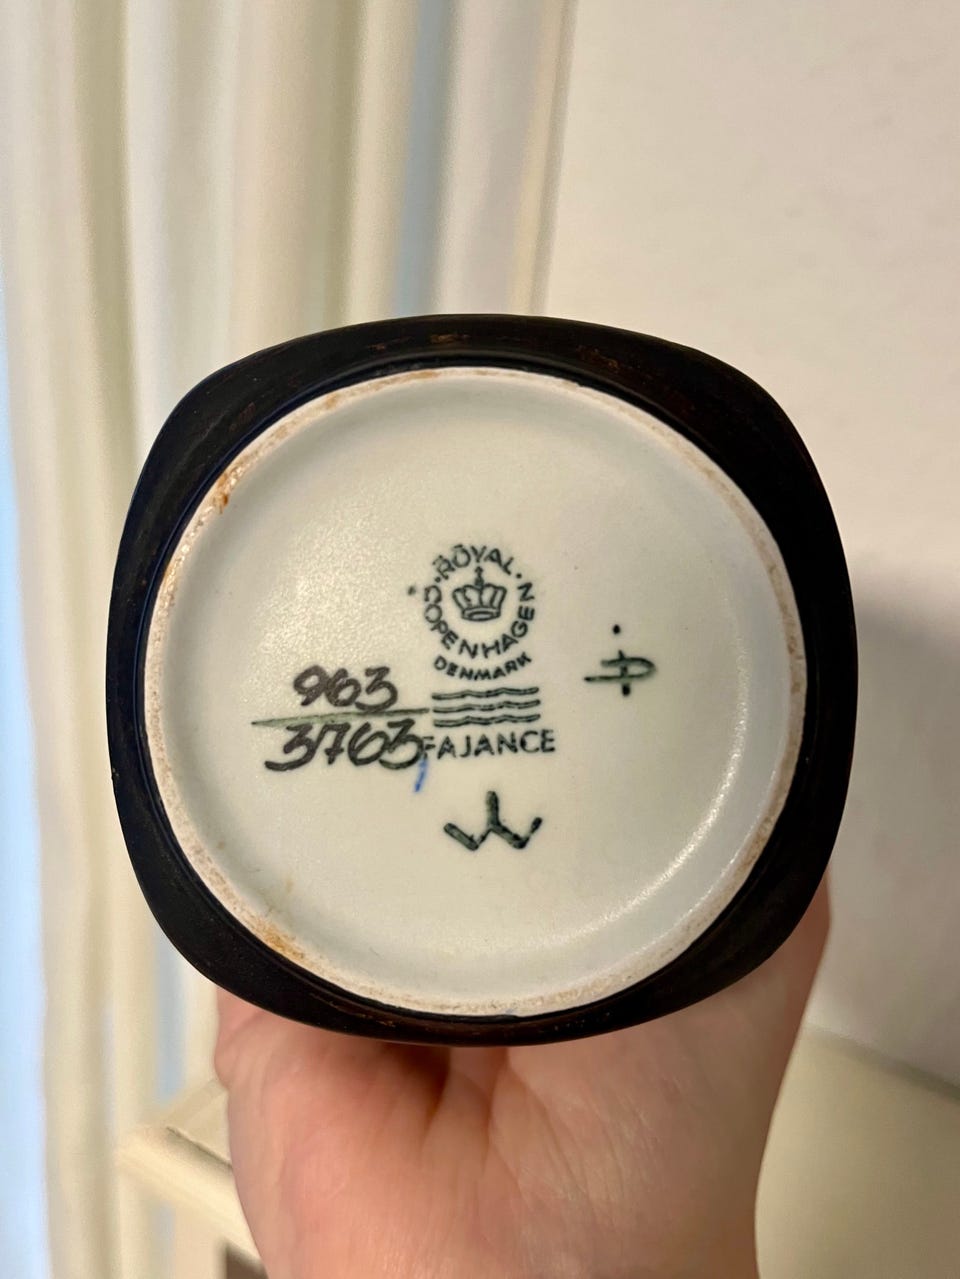 ROYAL COPENHAGEN
DENMARK
963
3763
FAJANCE